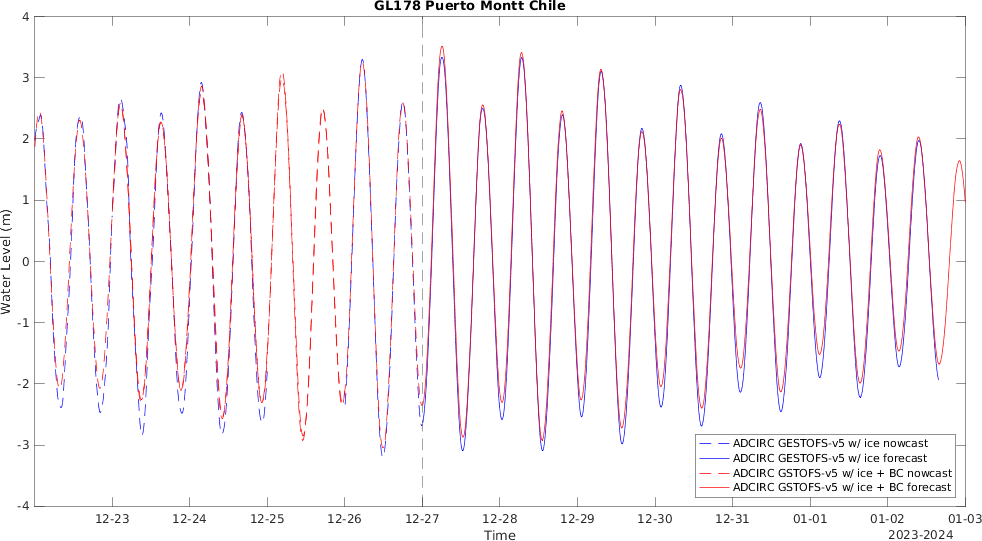 GL178 Puerto Montt Chile
4
3
2
1
0
-1
-2
-3
-4
Water Level (m)
ADCIRC GESTOFS-v5 w/ ice nowcast
ADCIRC GESTOFS-v5 w/ ice forecast
ADCIRC GSTOFS-v5 w/ ice + BC nowcast
ADCIRC GSTOFS-v5 w/ ice + BC forecast
12-23 12-24 12-25 12-26 12-27 12-28 12-29 12-30 12-31 01-01 01-02 01-03
Time
2023-2024